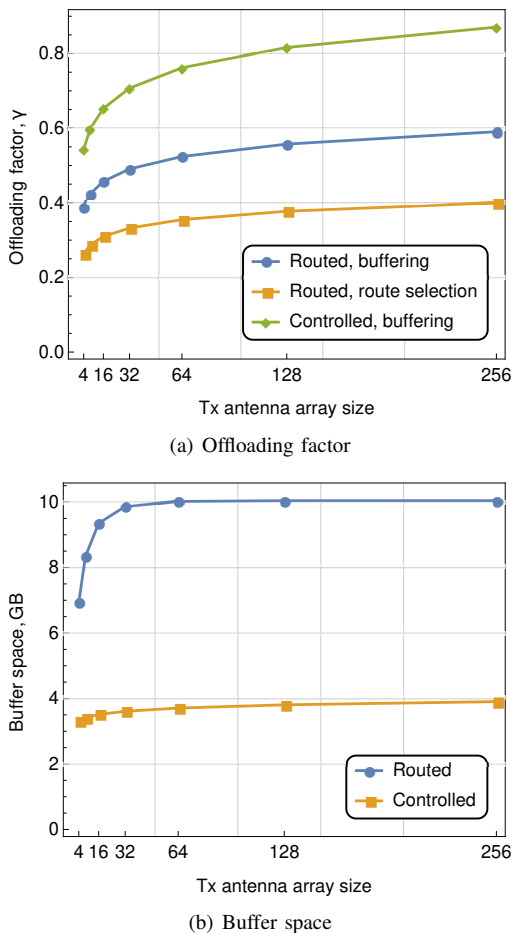 0.8
0.6
0.4
0.2
0.0
Offloading factor, γ
Routed, buffering
Routed, route selection
Controlled, buffering
4 16 32 64 128 256
Tx antenna array size
(a) Offloading factor
10
8
6
4
2
0
Buffer space, GB
Routed
Controlled
4 16 32 64 128 256
Tx antenna array size
(b) Buffer space